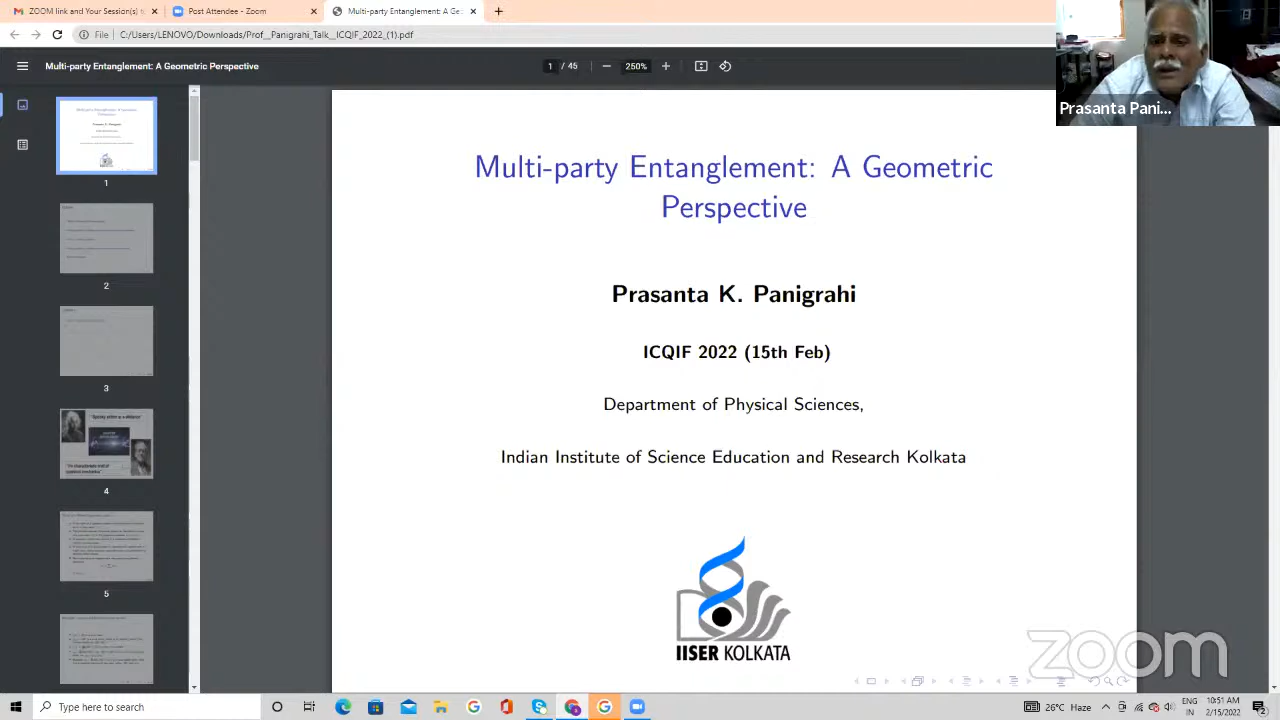 ZOOM link and Your Session(s) t
Post Attendee - Zoom
Multi-party Entanglement: A Ge
File
C:/Users/LENOVO/Downloads/Prof_Panigrahi_Talk_ICQIF_2022_(1).pdf
Multi-party Entanglement: A Geometric Perspective
1 / 45
250%
Prasanta Pani...
Multi-party Entanglement: A Geometric
Perspective
Prasanta K. Panigrahi
ICQIF 2022 (15th Feb)
Department of Physical Sciences,
Indian Institute of Science Education and Research Kolkata
IISER KOLKATA
1
2
3
4
5
zoom
Type here to search
26°C Haze
ENG
IN
10:51 AM
2/15/2022
2